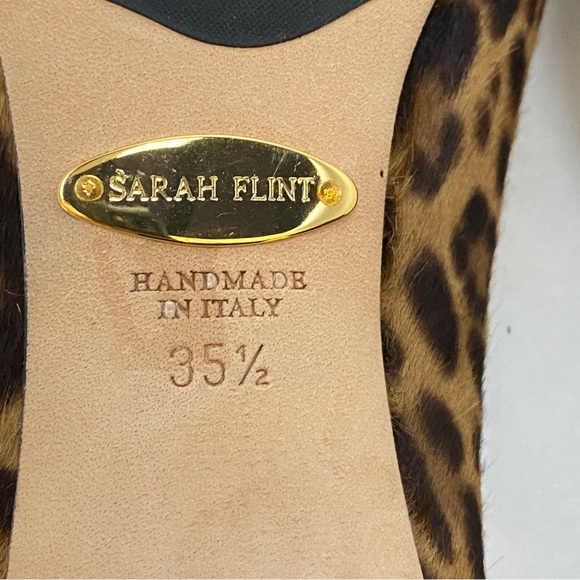 SARAH FLINT
HANDMADE
IN ITALY
35½